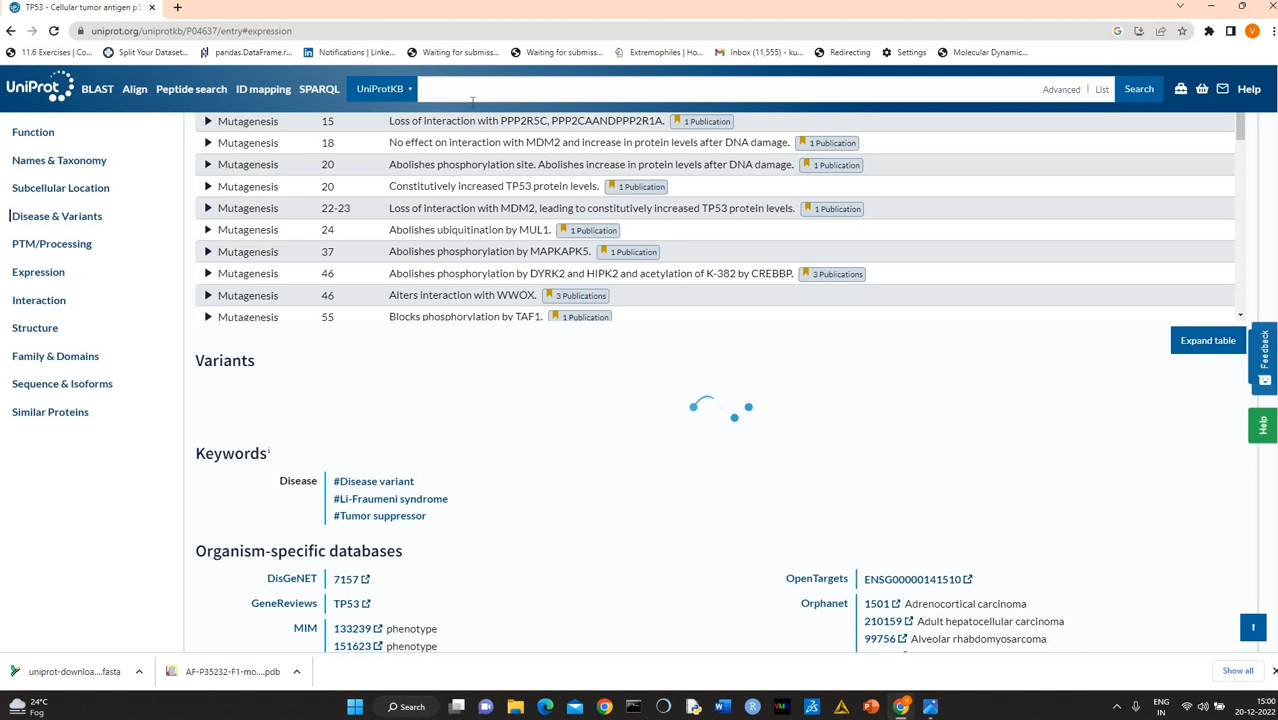 TP53 - Cellular tumor antigen p5
uniprot.org/uniprotkb/P04637/entry#expression
11.6 Exercises | Co...
Split Your Dataset...
pandas.DataFrame.r...
Notifications | Linke...
Waiting for submiss...
Waiting for submiss...
Extremophiles | Ho...
Inbox (11,555) - ku...
Redirecting
Settings
Molecular Dynamic...
UniProt BLAST Align Peptide search ID mapping SPARQL UniProtKB Advanced | List Search Help
Function
Names & Taxonomy
Subcellular Location
Disease & Variants
PTM/Processing
Expression
Interaction
Structure
Family & Domains
Sequence & Isoforms
Similar Proteins
Mutagenesis 15 Loss of interaction with PPP2R5C, PPP2CAANDPPP2R1A. 1 Publication
Mutagenesis 18 No effect on interaction with MDM2 and increase in protein levels after DNA damage. 1 Publication
Mutagenesis 20 Abolishes phosphorylation site. Abolishes increase in protein levels after DNA damage. 1 Publication
Mutagenesis 20 Constitutively increased TP53 protein levels. 1 Publication
Mutagenesis 22-23 Loss of interaction with MDM2, leading to constitutively increased TP53 protein levels. 1 Publication
Mutagenesis 24 Abolishes ubiquitination by MUL1. 1 Publication
Mutagenesis 37 Abolishes phosphorylation by MAPKAPK5. 1 Publication
Mutagenesis 46 Abolishes phosphorylation by DYRK2 and HIPK2 and acetylation of K-382 by CREBBP. 3 Publications
Mutagenesis 46 Alters interaction with WWOX. 3 Publications
Mutagenesis 55 Blocks phosphorylation by TAF1. 1 Publication
Expand table
Feedback
Help
Variants
Keywords i
Disease #Disease variant
#Li-Fraumeni syndrome
#Tumor suppressor
Organism-specific databases
DisGeNET 7157
GeneReviews TP53
MIM 133239 phenotype
151623 phenotype
OpenTargets ENSG00000141510
Orphanet 1501 Adrenocortical carcinoma
210159 Adult hepatocellular carcinoma
99756 Alveolar rhabdomyosarcoma
uniprot-downloa....fasta
AF-P35232-F1-mo....pdb
Show all
24°C
Fog
Search
ENG
IN
15:00
20-12-2022